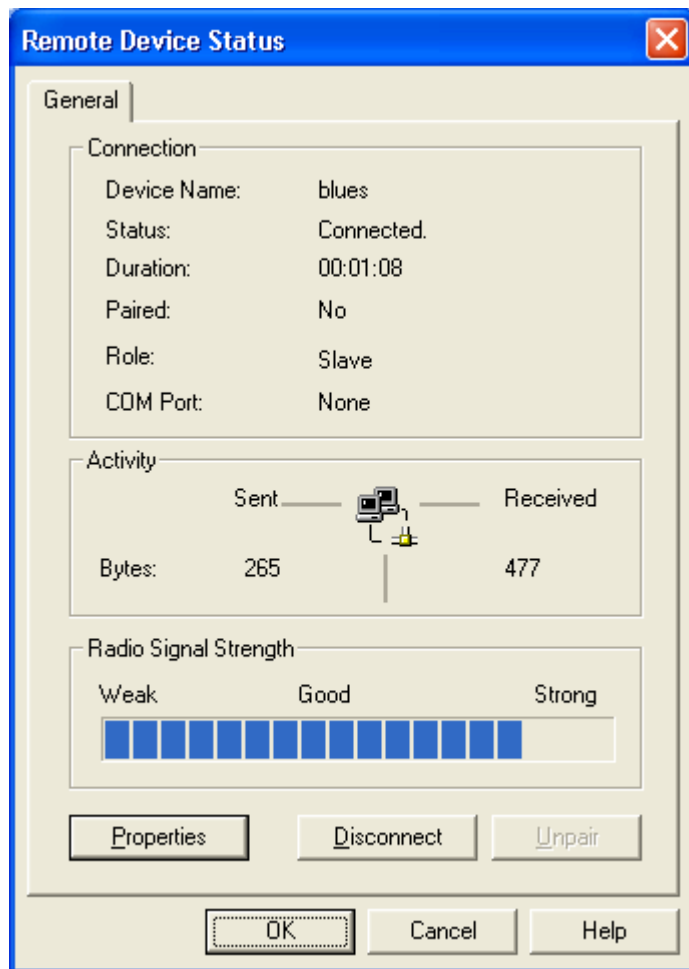 Remote Device Status
General
Connection
Device Name: blues
Status: Connected.
Duration: 00:01:08
Paired: No
Role: Slave
COM Port: None
Activity
Sent Received
Bytes: 265 477
Radio Signal Strength
Weak Good Strong
Properties Disconnect Unpair
OK Cancel Help